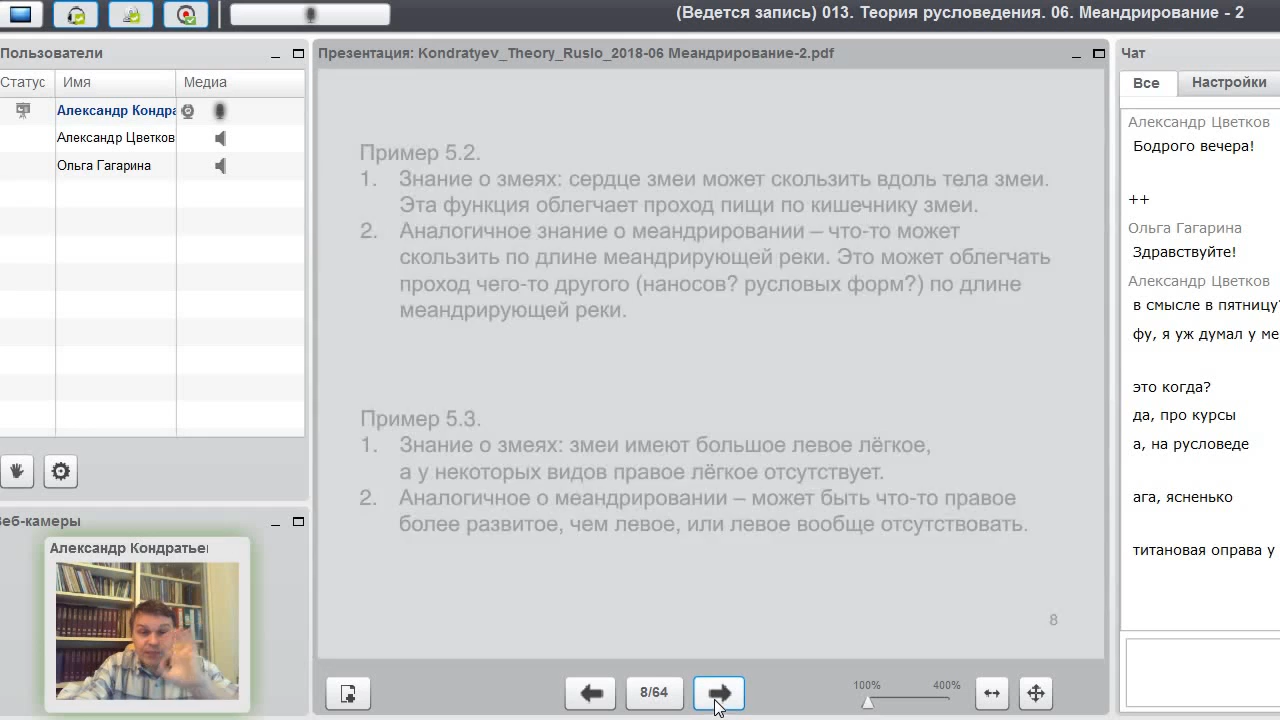 (Ведется запись) 013. Теория русловедения. 06. Меандрирование - 2
Пользователи
Статус Имя Медиа
Александр Кондра
Александр Цветков
Ольга Гагарина
Веб-камеры
Александр Кондратьев
Презентация: Kondratyev_Theory_Ruslo_2018-06 Меандрирование-2.pdf
Пример 5.2.
1. Знание о змеях: сердце змеи может скользить вдоль тела змеи.
Эта функция облегчает проход пищи по кишечнику змеи.
2. Аналогичное знание о меандрировании – что-то может
скользить по длине меандрирующей реки. Это может облегчать
проход чего-то другого (наносов? русловых форм?) по длине
меандрирующей реки.
Пример 5.3.
1. Знание о змеях: змеи имеют большое левое лёгкое,
а у некоторых видов правое лёгкое отсутствует.
2. Аналогичное о меандрировании – может быть что-то правое
более развитое, чем левое, или левое вообще отсутствовать.
8
8/64
100% 400%
Чат
Все Настройки
Александр Цветков
Бодрого вечера!
++
Ольга Гагарина
Здравствуйте!
Александр Цветков
в смысле в пятницу?
фу, я уж думал у ме
это когда?
да, про курсы
а, на русловеде
ага, ясненько
титановая оправа у